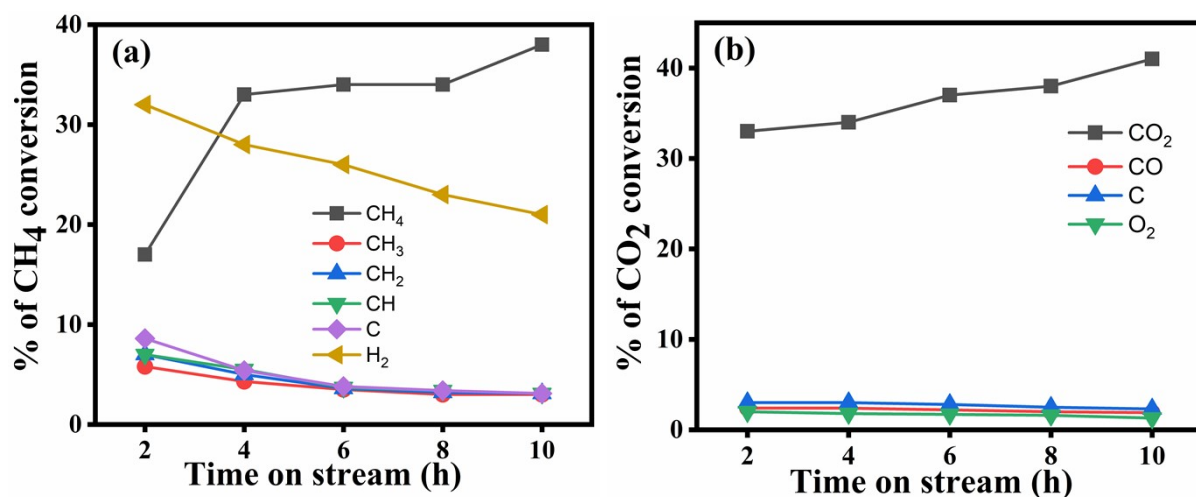 (a)
% of CH₄ conversion
40
30
20
10
0
CH₄
CH₃
CH₂
CH
C
H₂
2 4 6 8 10
Time on stream (h)
(b)
% of CO₂ conversion
40
30
20
10
0
CO₂
CO
C
O₂
2 4 6 8 10
Time on stream (h)